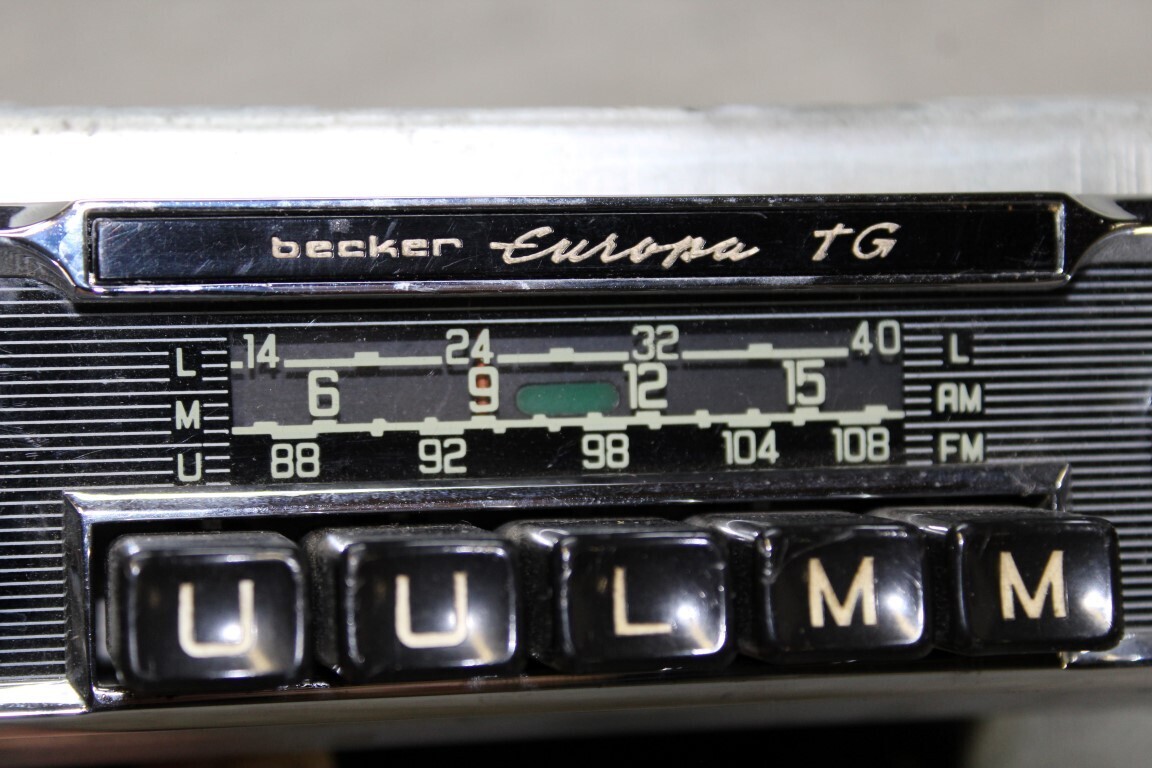 becker Europa TG
L 14 24 32 40 L
M 6 9 12 15 AM
U 88 92 98 104 108 FM
U U L M M